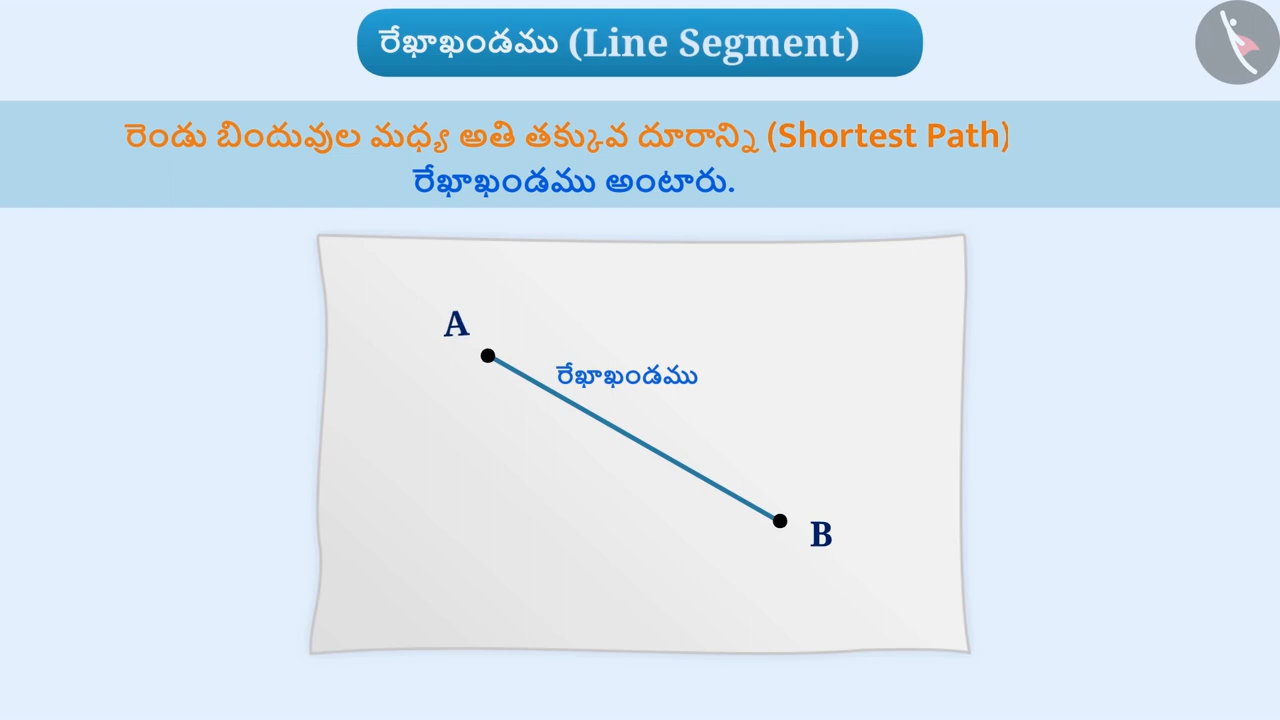 రేఖాఖండము (Line Segment)
రెండు బిందువుల మధ్య అతి తక్కువ దూరాన్ని (Shortest Path)
రేఖాఖండము అంటారు.
A
రేఖాఖండము
B